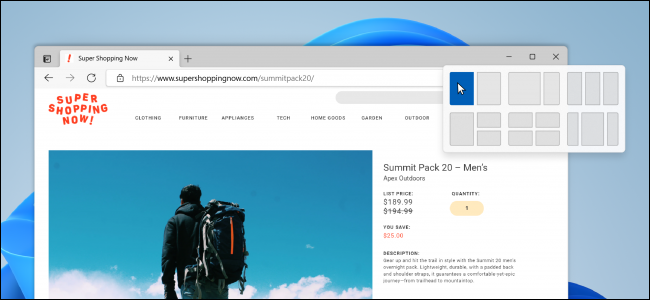 Super Shopping Now
https://www.supershoppingnow.com/summitpack20/
SUPER
SHOPPING
NOW!
CLOTHING FURNITURE APPLIANCES TECH HOME GOODS GARDEN OUTDOOR
Summit Pack 20 – Men's
Apex Outdoors
LIST PRICE: QUANTITY:
$189.99 1
$194.99
YOU SAVE:
$25.00
DESCRIPTION:
Gear up and hit the trail in style with the Summit 20 men's
overnight pack. Lightweight, durable, with a padded back
and shoulder straps, it guarantees a comfortable-yet-epic
journey—from trailhead to mountaintop.